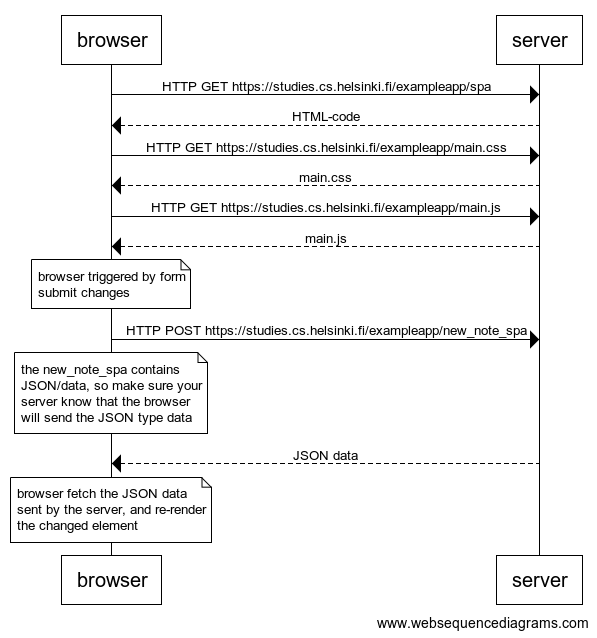 browser
server
HTTP GET https://studies.cs.helsinki.fi/exampleapp/spa
HTML-code
HTTP GET https://studies.cs.helsinki.fi/exampleapp/main.css
main.css
HTTP GET https://studies.cs.helsinki.fi/exampleapp/main.js
main.js
browser triggered by form
submit changes
HTTP POST https://studies.cs.helsinki.fi/exampleapp/new_note_spa
the new_note_spa contains
JSON/data, so make sure your
server know that the browser
will send the JSON type data
JSON data
browser fetch the JSON data
sent by the server, and re-render
the changed element
browser
server
www.websequencediagrams.com